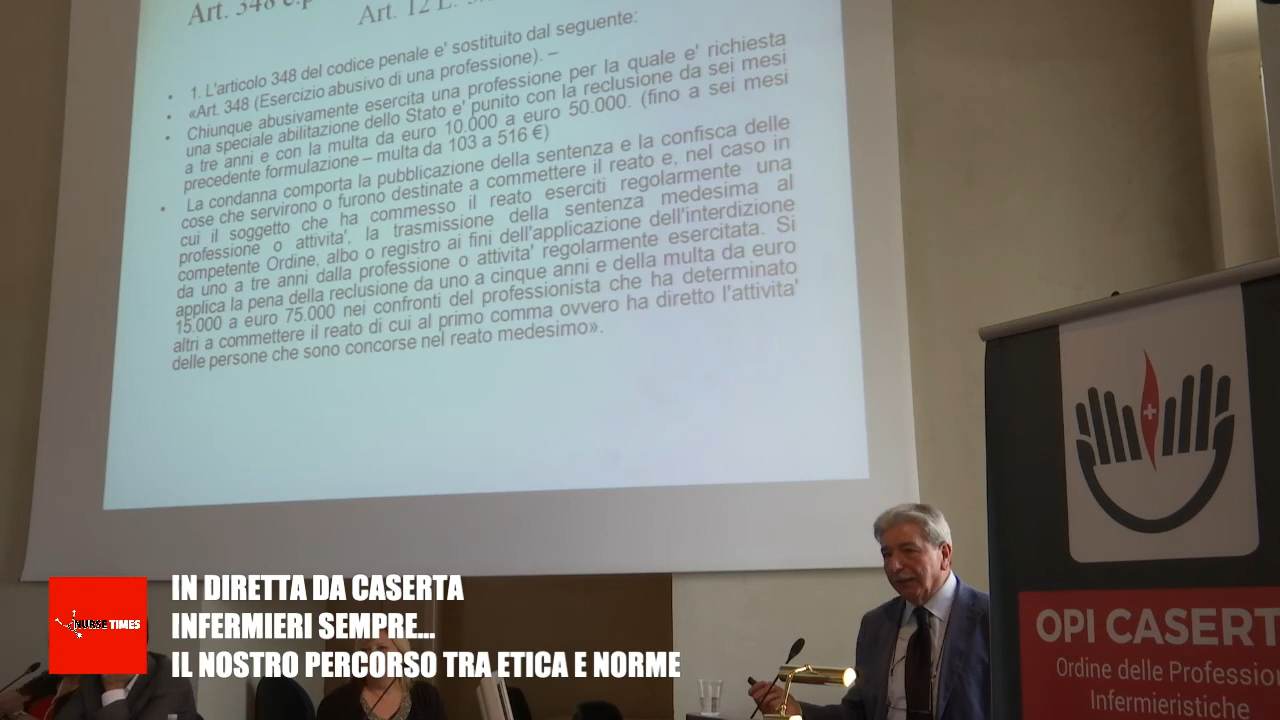 Art. 348 c.p
Art. 12 L.
• 1. L'articolo 348 del codice penale e' sostituito dal seguente:
• «Art. 348 (Esercizio abusivo di una professione). –
• Chiunque abusivamente esercita una professione per la quale e' richiesta
una speciale abilitazione dello Stato e' punito con la reclusione da sei mesi
a tre anni e con la multa da euro 10.000 a euro 50.000. (fino a sei mesi
precedente formulazione – multa da 103 a 516 €)
• La condanna comporta la pubblicazione della sentenza e la confisca delle
cose che servirono o furono destinate a commettere il reato e, nel caso in
cui il soggetto che ha commesso il reato eserciti regolarmente una
professione o attivita', la trasmissione della sentenza medesima al
competente Ordine, albo o registro ai fini dell'applicazione dell'interdizione
da uno a tre anni dalla professione o attivita' regolarmente esercitata. Si
applica la pena della reclusione da uno a cinque anni e della multa da euro
15.000 a euro 75.000 nei confronti del professionista che ha determinato
altri a commettere il reato di cui al primo comma ovvero ha diretto l'attivita'
delle persone che sono concorse nel reato medesimo».
NURSE TIMES
IN DIRETTA DA CASERTA
INFERMIERI SEMPRE...
IL NOSTRO PERCORSO TRA ETICA E NORME
OPI CASERT
Ordine delle Profession
Infermieristiche